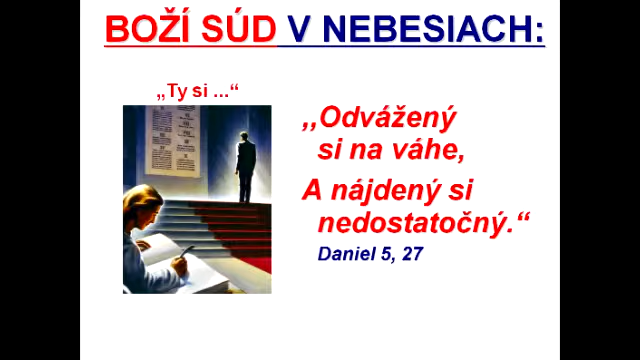 BOŽÍ SÚD V NEBESIACH:
„Ty si ...“
,,Odvážený
si na váhe,
A nájdený si
nedostatočný.“
Daniel 5, 27